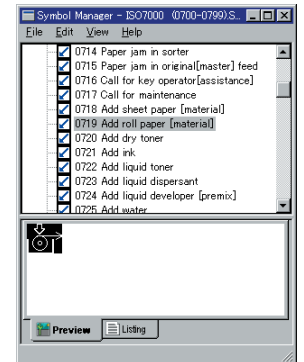 Symbol Manager - ISO7000 (0700-0799):S...
File Edit View Help
0714 Paper jam in sorter
0715 Paper jam in original[master] feed
0716 Call for key operator[assistance]
0717 Call for maintenance
0718 Add sheet paper [material]
0719 Add roll paper [material]
0720 Add dry toner
0721 Add ink
0722 Add liquid toner
0723 Add liquid dispersant
0724 Add liquid developer [premix]
0725 Add water
Preview Listing